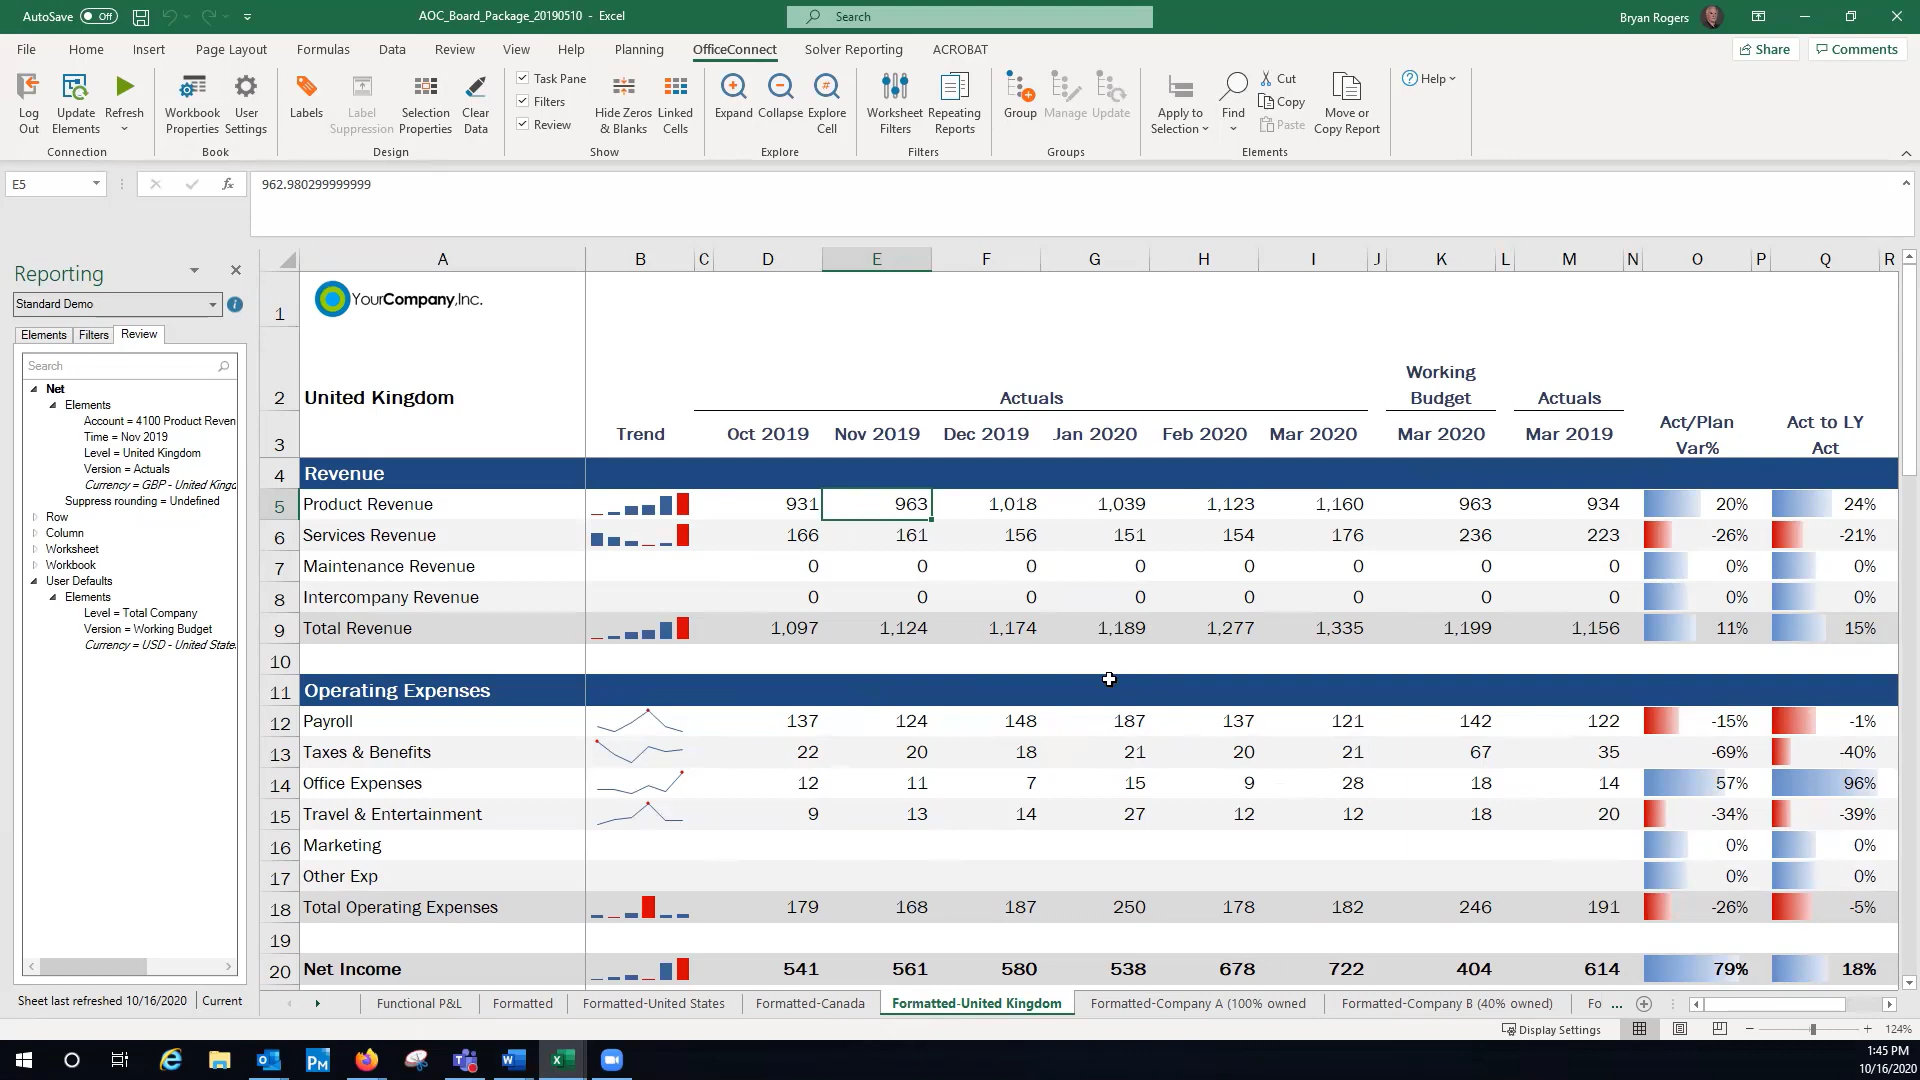 AutoSave Off AOC_Board_Package_20190510 - Excel Search Bryan Rogers
File Home Insert Page Layout Formulas Data Review View Help Planning OfficeConnect Solver Reporting ACROBAT Share Comments
Log Out Update Elements Refresh Workbook Properties User Settings Labels Label Suppression Selection Properties Clear Data Task Pane Filters Review Hide Zeros & Blanks Linked Cells Expand Collapse Explore Cell Worksheet Filters Repeating Reports Group Manage Update Apply to Selection Find Cut Copy Paste Move or Copy Report Help
Connection Book Design Show Explore Filters Groups Elements
E5 fx 962.980299999999
Reporting
Standard Demo
Elements Filters Review
Search
Net
Elements
Account = 4100 Product Reven
Time = Nov 2019
Level = United Kingdom
Version = Actuals
Currency = GBP - United Kingd
Suppress rounding = Undefined
Row
Column
Worksheet
Workbook
User Defaults
Elements
Level = Total Company
Version = Working Budget
Currency = USD - United State
Sheet last refreshed 10/16/2020 Current
A B C D E F G H I J K L M N O P Q R
1 YourCompany,Inc.
Working
2 United Kingdom Actuals Budget Actuals
3 Trend Oct 2019 Nov 2019 Dec 2019 Jan 2020 Feb 2020 Mar 2020 Mar 2020 Mar 2019 Act/Plan Var% Act to LY Act
4 Revenue
5 Product Revenue 931 963 1,018 1,039 1,123 1,160 963 934 20% 24%
6 Services Revenue 166 161 156 151 154 176 236 223 -26% -21%
7 Maintenance Revenue 0 0 0 0 0 0 0 0 0% 0%
8 Intercompany Revenue 0 0 0 0 0 0 0 0 0% 0%
9 Total Revenue 1,097 1,124 1,174 1,189 1,277 1,335 1,199 1,156 11% 15%
10
11 Operating Expenses
12 Payroll 137 124 148 187 137 121 142 122 -15% -1%
13 Taxes & Benefits 22 20 18 21 20 21 67 35 -69% -40%
14 Office Expenses 12 11 7 15 9 28 18 14 57% 96%
15 Travel & Entertainment 9 13 14 27 12 12 18 20 -34% -39%
16 Marketing 0% 0%
17 Other Exp 0% 0%
18 Total Operating Expenses 179 168 187 250 178 182 246 191 -26% -5%
19
20 Net Income 541 561 580 538 678 722 404 614 79% 18%
Functional P&L Formatted Formatted-United States Formatted-Canada Formatted-United Kingdom Formatted-Company A (100% owned Formatted-Company B (40% owned) Fo ...
Display Settings 124%
1:45 PM
10/16/2020